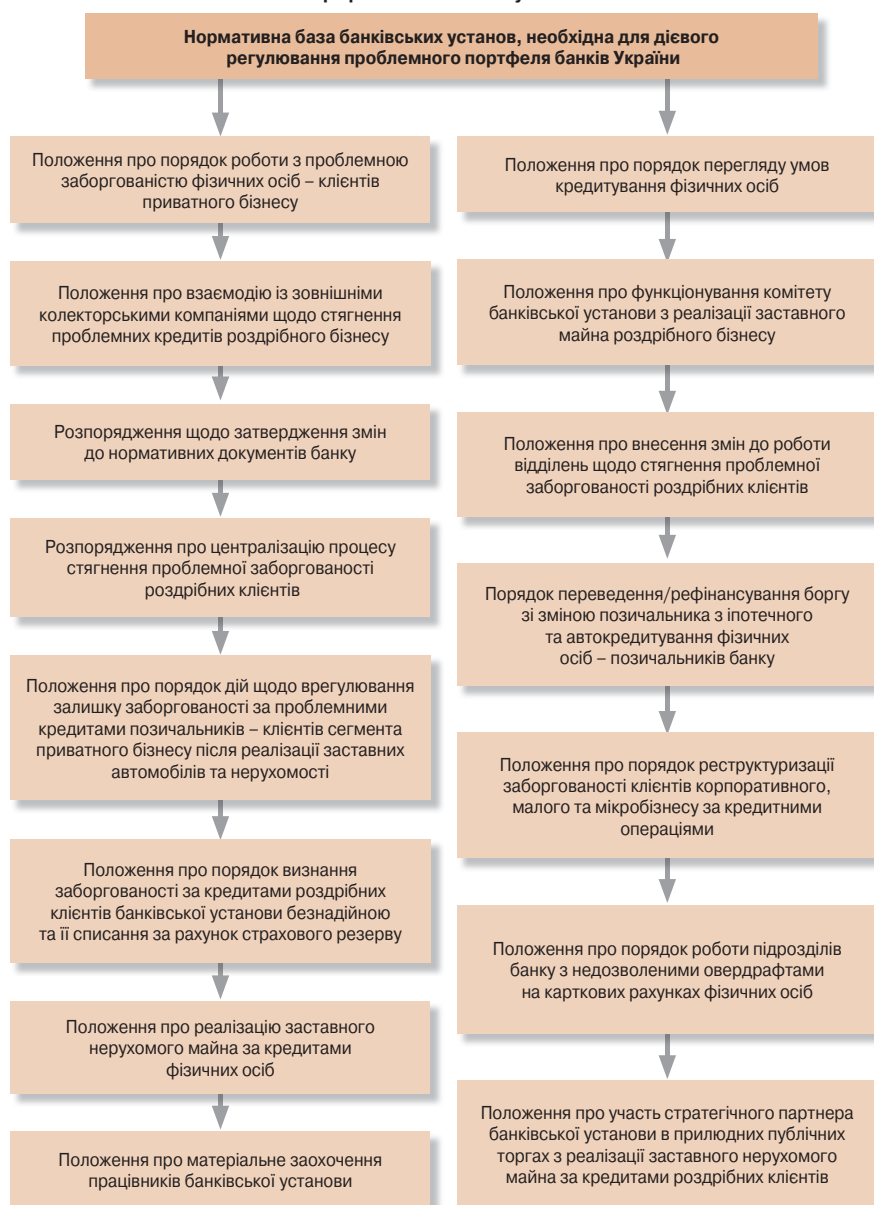 Нормативна база банківських установ, необхідна для дієвого
регулювання проблемного портфеля банків України
Положення про порядок роботи з проблемною
заборгованістю фізичних осіб – клієнтів
приватного бізнесу
Положення про взаємодію із зовнішніми
колекторськими компаніями щодо стягнення
проблемних кредитів роздрібного бізнесу
Розпорядження щодо затвердження змін
до нормативних документів банку
Розпорядження про централізацію процесу
стягнення проблемної заборгованості
роздрібних клієнтів
Положення про порядок дій щодо врегулювання
залишку заборгованості за проблемними
кредитами позичальників – клієнтів сегмента
приватного бізнесу після реалізації заставних
автомобілів та нерухомості
Положення про порядок визнання
заборгованості за кредитами роздрібних
клієнтів банківської установи безнадійною
та її списання за рахунок страхового резерву
Положення про реалізацію заставного
нерухомого майна за кредитами
фізичних осіб
Положення про матеріальне заохочення
працівників банківської установи
Положення про порядок перегляду умов
кредитування фізичних осіб
Положення про функціонування комітету
банківської установи з реалізації заставного
майна роздрібного бізнесу
Положення про внесення змін до роботи
відділень щодо стягнення проблемної
заборгованості роздрібних клієнтів
Порядок переведення/рефінансування боргу
зі зміною позичальника з іпотечного
та автокредитування фізичних
осіб – позичальників банку
Положення про порядок реструктуризації
заборгованості клієнтів корпоративного,
малого та мікробізнесу за кредитними
операціями
Положення про порядок роботи підрозділів
банку з недозволеними овердрафтами
на карткових рахунках фізичних осіб
Положення про участь стратегічного партнера
банківської установи в прилюдних публічних
торгах з реалізації заставного нерухомого
майна за кредитами роздрібних клієнтів